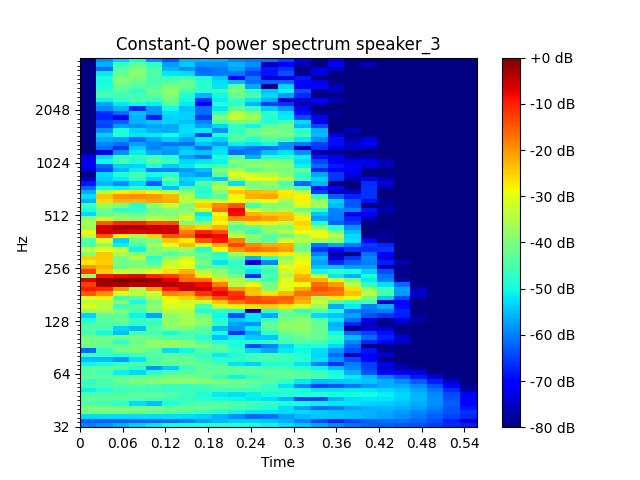 Constant-Q power spectrum speaker_3
Hz
2048
1024
512
256
128
64
32
0 0.06 0.12 0.18 0.24 0.3 0.36 0.42 0.48 0.54
Time
+0 dB
-10 dB
-20 dB
-30 dB
-40 dB
-50 dB
-60 dB
-70 dB
-80 dB